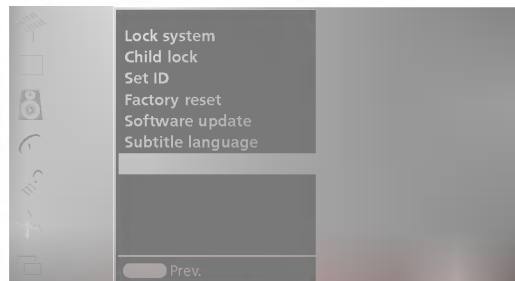 Lock system
Child lock
Set ID
Factory reset
Software update
Subtitle language
Prev.